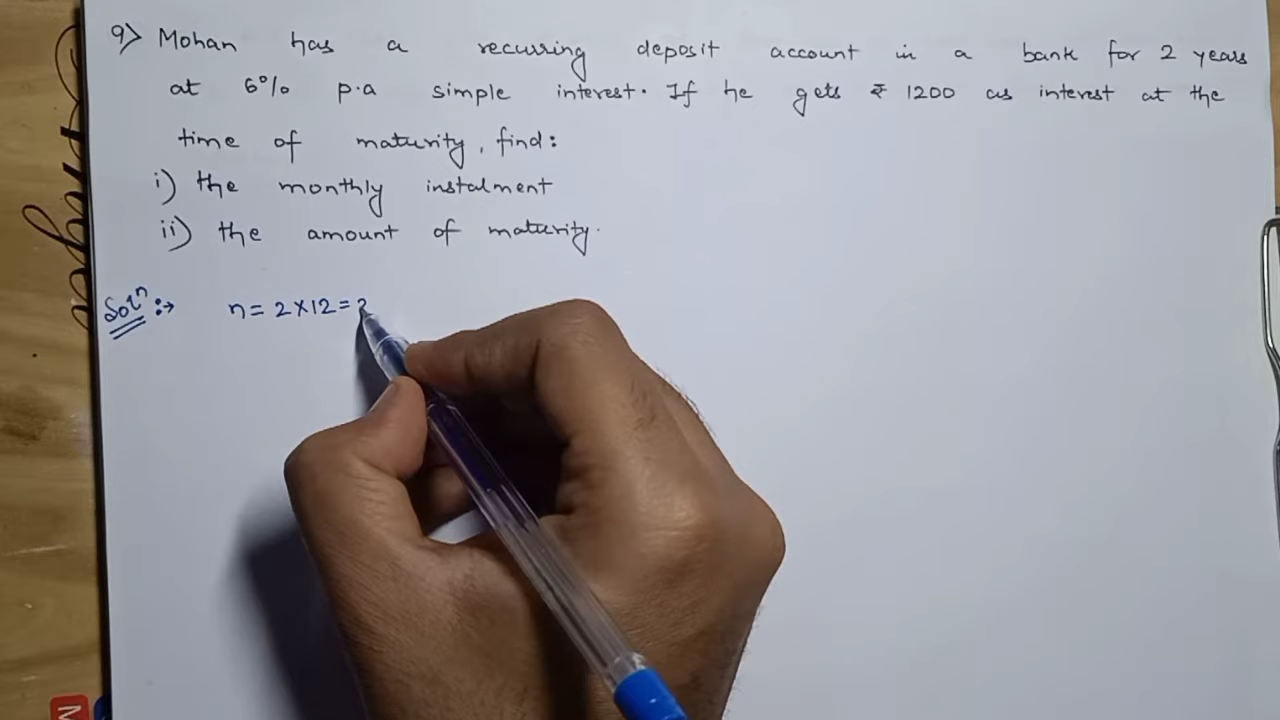 9) Mohan has a recurring deposit account in a bank for 2 years
at 6% p.a simple interest. If he gets ₹ 1200 as interest at the
time of maturity, find:
i) the monthly instalment
ii) the amount of maturity.
Solⁿ :→ n = 2×12 = 2
M